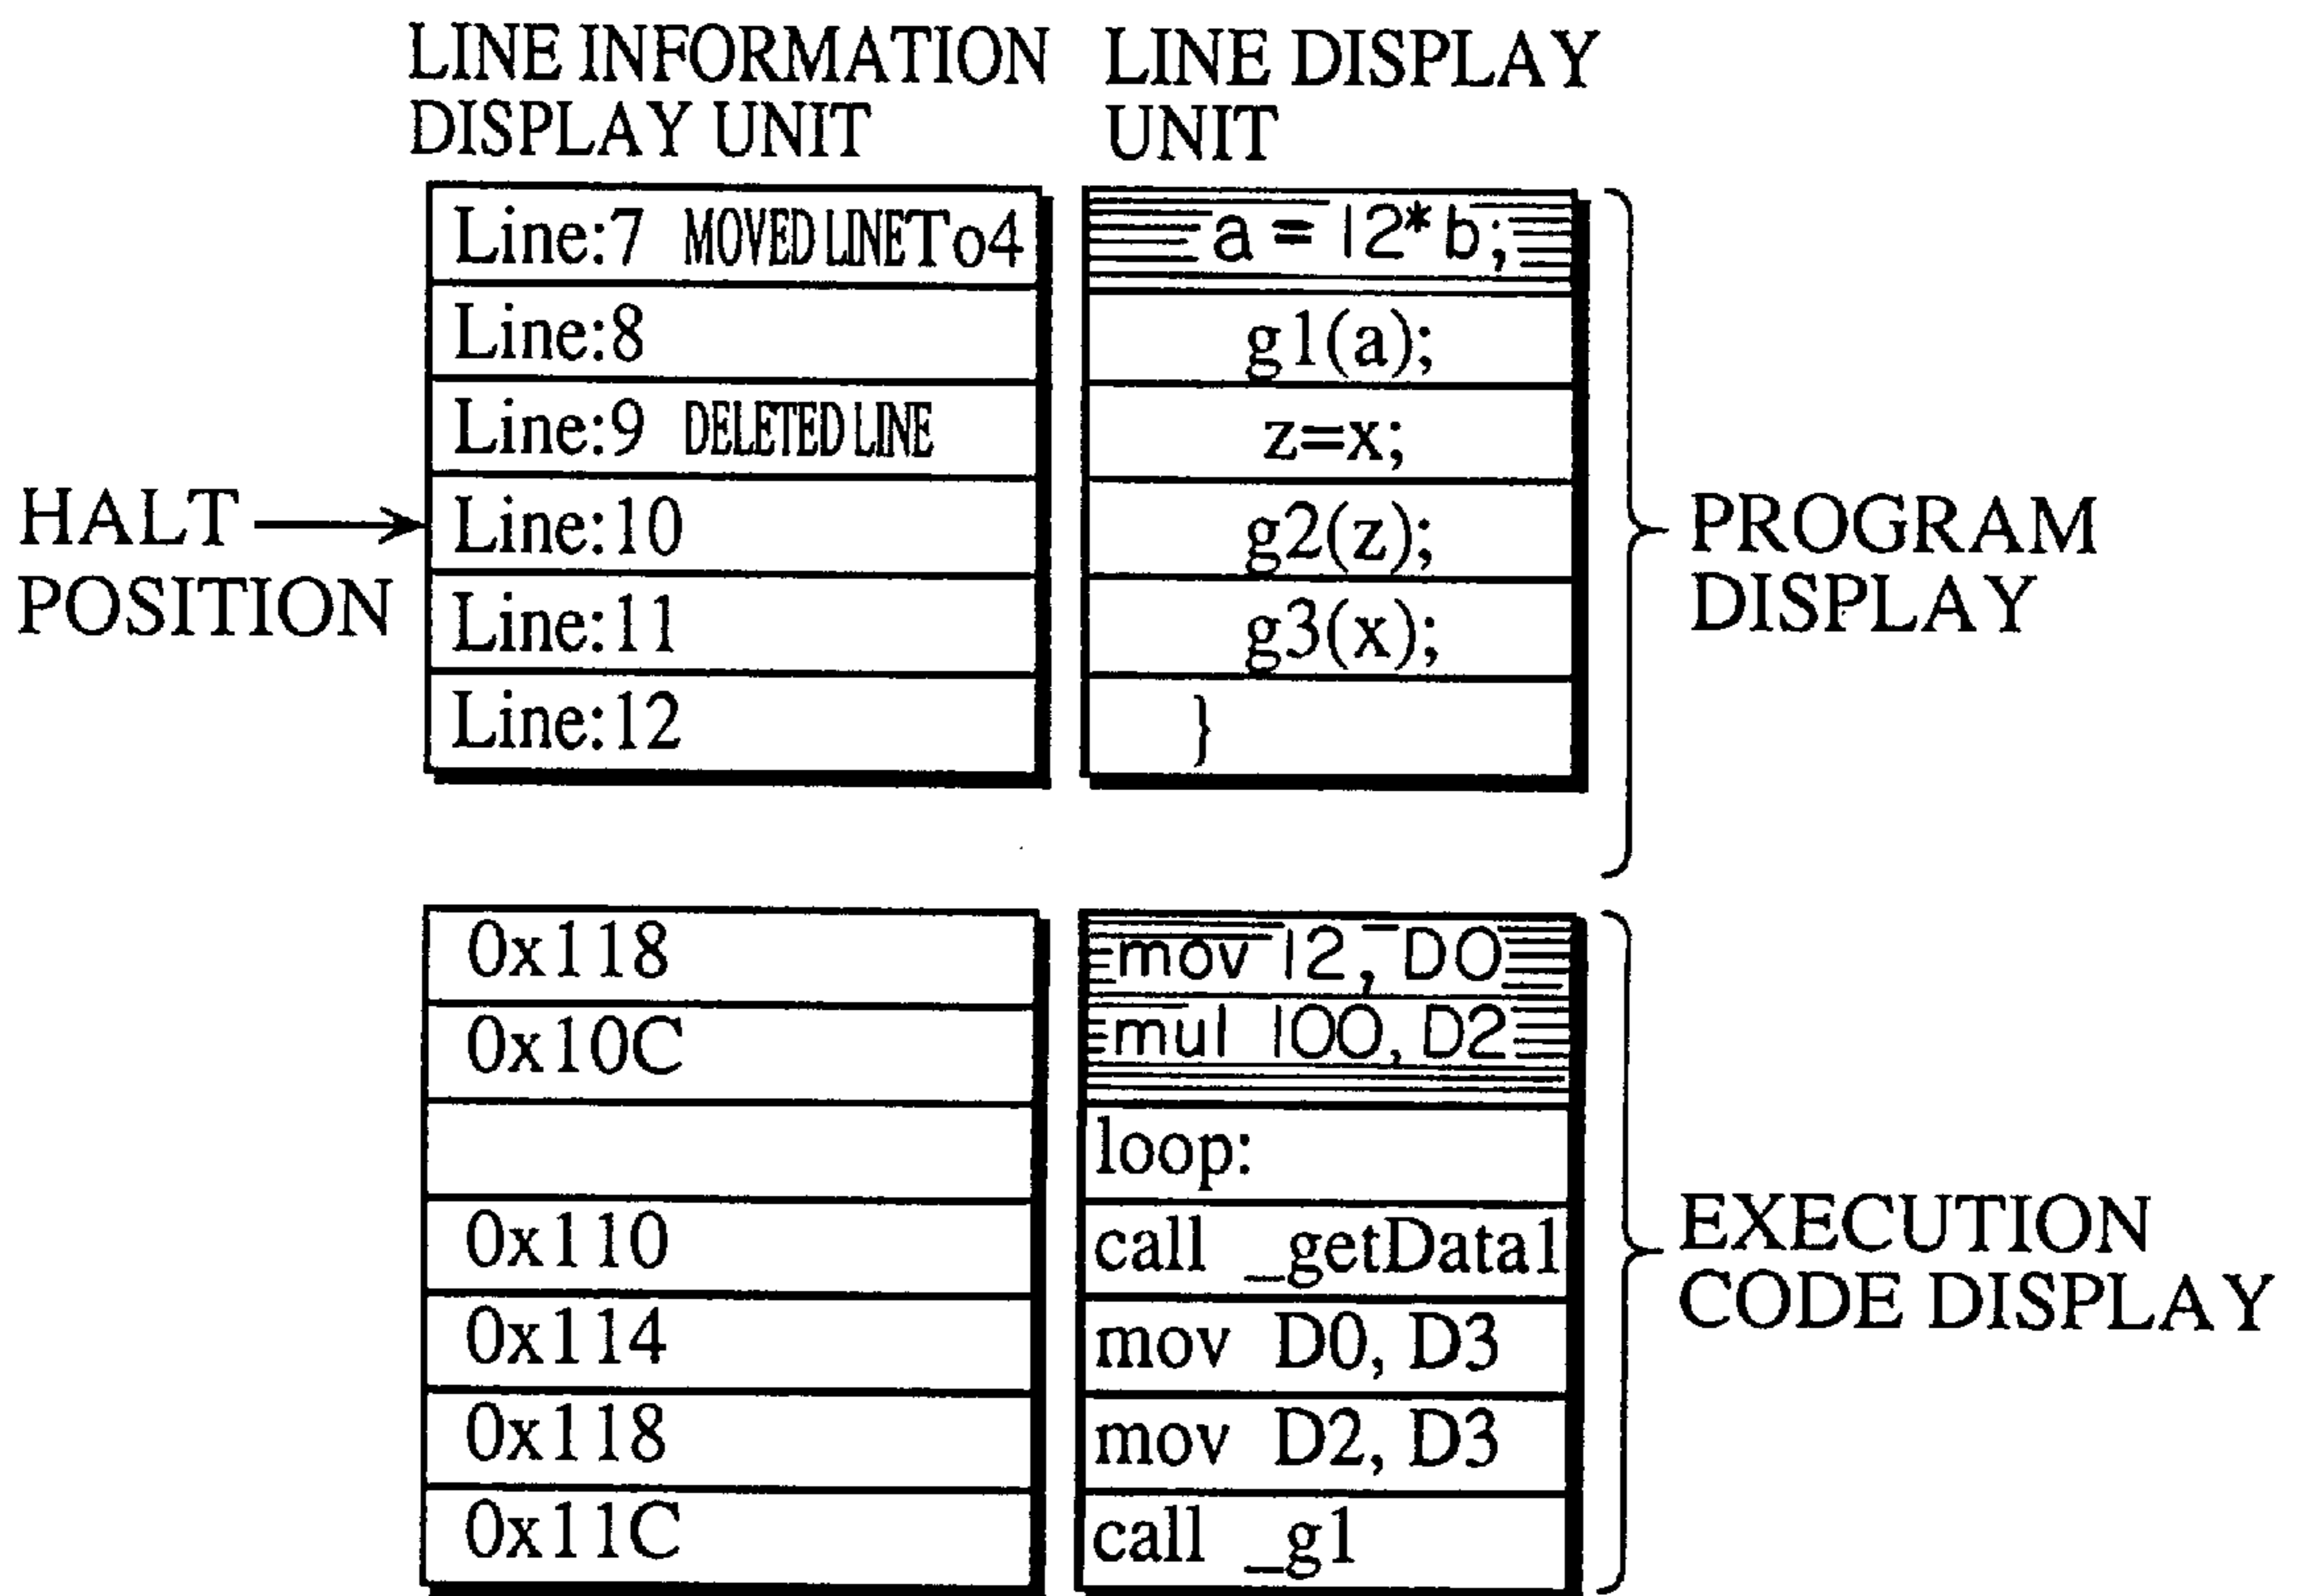 LINE INFORMATION
DISPLAY UNIT
LINE DISPLAY
UNIT
Line:7 MOVED LINE To4
a = 12*b;
Line:8
g1(a);
Line:9 DELETED LINE
z=x;
HALT
POSITION
Line:10
g2(z);
Line:11
g3(x);
Line:12
}
PROGRAM
DISPLAY
0x118
mov 12, D0
0x10C
mul 100, D2
loop:
0x110
call _getData1
0x114
mov D0, D3
0x118
mov D2, D3
0x11C
call _g1
EXECUTION
CODE DISPLAY